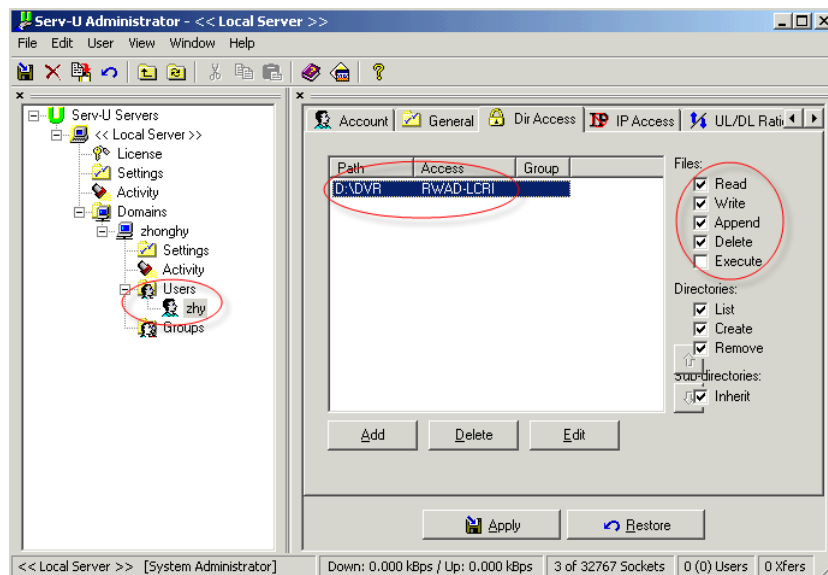 Serv-U Administrator - << Local Server >>
File Edit User View Window Help
Serv-U Servers
<< Local Server >>
License
Settings
Activity
Domains
zhonghy
Settings
Activity
Users
zhy
Groups
Account General Dir Access IP Access UL/DL
Path Access Group
D:\DVR RWAD-LCRI
Files:
Read
Write
Append
Delete
Execute
Directories:
List
Create
Remove
Sub-directories:
Inherit
Add Delete Edit
Apply Restore
<< Local Server >> [System Administrator] Down: 0.000 kBps / Up: 0.000 kBps 3 of 32767 Sockets 0 (0) Users 0 Xfers